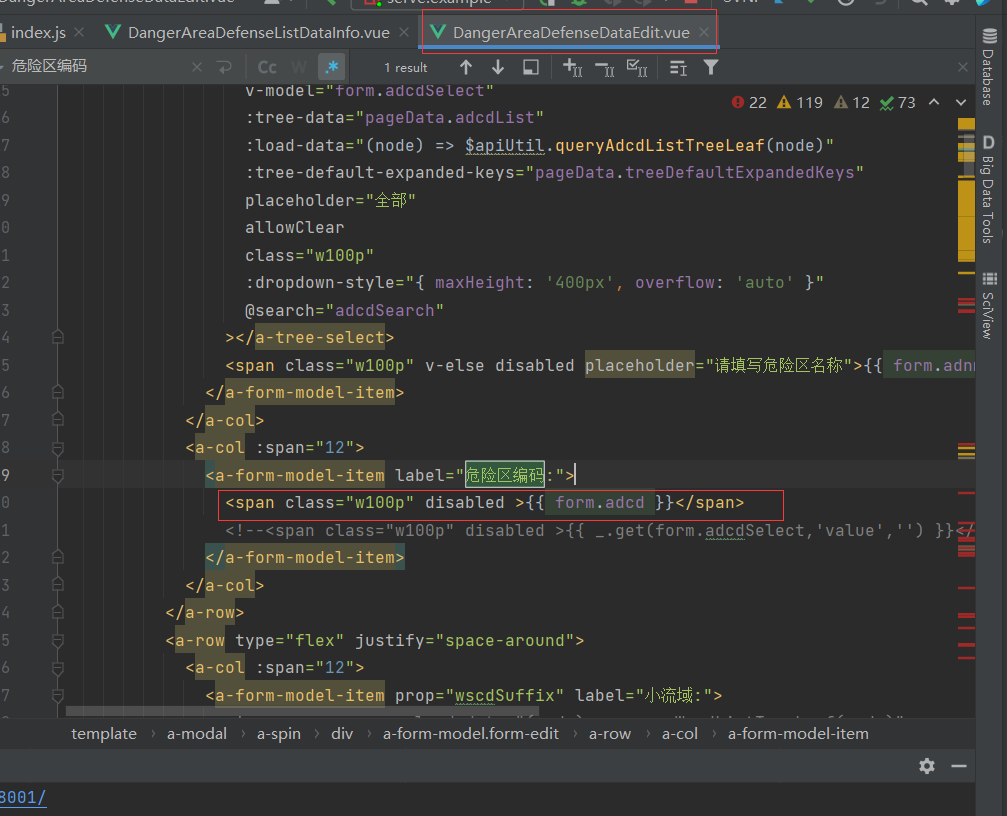 serve.example
index.js × DangerAreaDefenseListDataInfo.vue × DangerAreaDefenseDataEdit.vue ×
危险区编码 × Cc W .* 1 result
5 v-model="form.adcdSelect"
22 119 12 73
6 :tree-data="pageData.adcdList"
7 :load-data="(node) => $apiUtil.queryAdcdListTreeLeaf(node)"
8 :tree-default-expanded-keys="pageData.treeDefaultExpandedKeys"
9 placeholder="全部"
0 allowClear
1 class="w100p"
2 :dropdown-style="{ maxHeight: '400px', overflow: 'auto' }"
3 @search="adcdSearch"
4 ></a-tree-select>
5 <span class="w100p" v-else disabled placeholder="请填写危险区名称">{{ form.adn
6 </a-form-model-item>
7 </a-col>
8 <a-col :span="12">
9 <a-form-model-item label="危险区编码:">
0 <span class="w100p" disabled >{{ form.adcd }}</span>
1 <!--<span class="w100p" disabled >{{ _.get(form.adcdSelect,'value','') }}</
2 </a-form-model-item>
3 </a-col>
4 </a-row>
5 <a-row type="flex" justify="space-around">
6 <a-col :span="12">
7 <a-form-model-item prop="wscdSuffix" label="小流域:">
template › a-modal › a-spin › div › a-form-model.form-edit › a-row › a-col › a-form-model-item
8001/
Database
D Big Data Tools
SciView